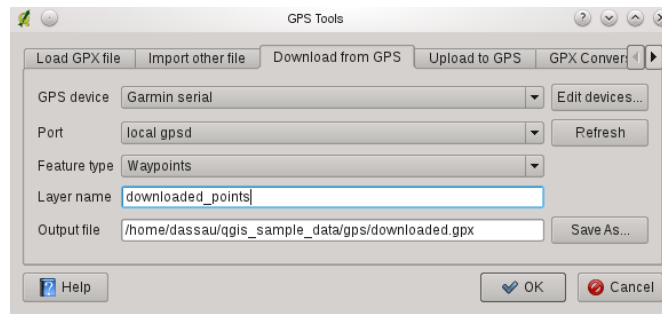 GPS Tools
Load GPX file Import other file Download from GPS Upload to GPS GPX Conver
GPS device Garmin serial Edit devices...
Port local gpsd Refresh
Feature type Waypoints
Layer name downloaded_points
Output file /home/dassau/qgis_sample_data/gps/downloaded.gpx Save As...
Help OK Cancel